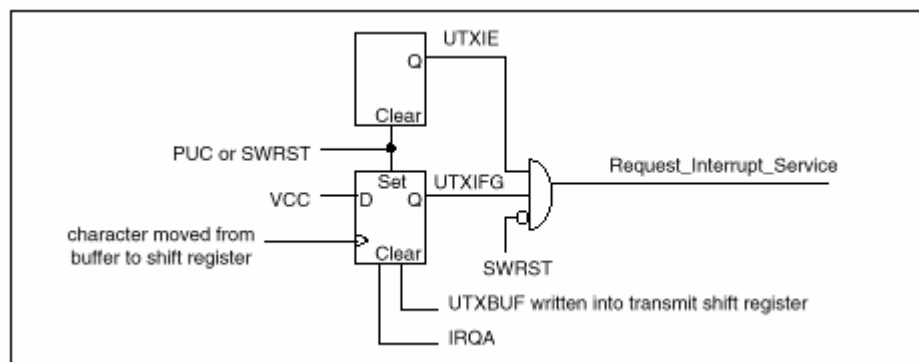 UTXIE
Q
Clear
PUC or SWRST
Set
UTXIFG
Request_Interrupt_Service
VCC
D
Q
character moved from
buffer to shift register
Clear
SWRST
UTXBUF written into transmit shift register
IRQA